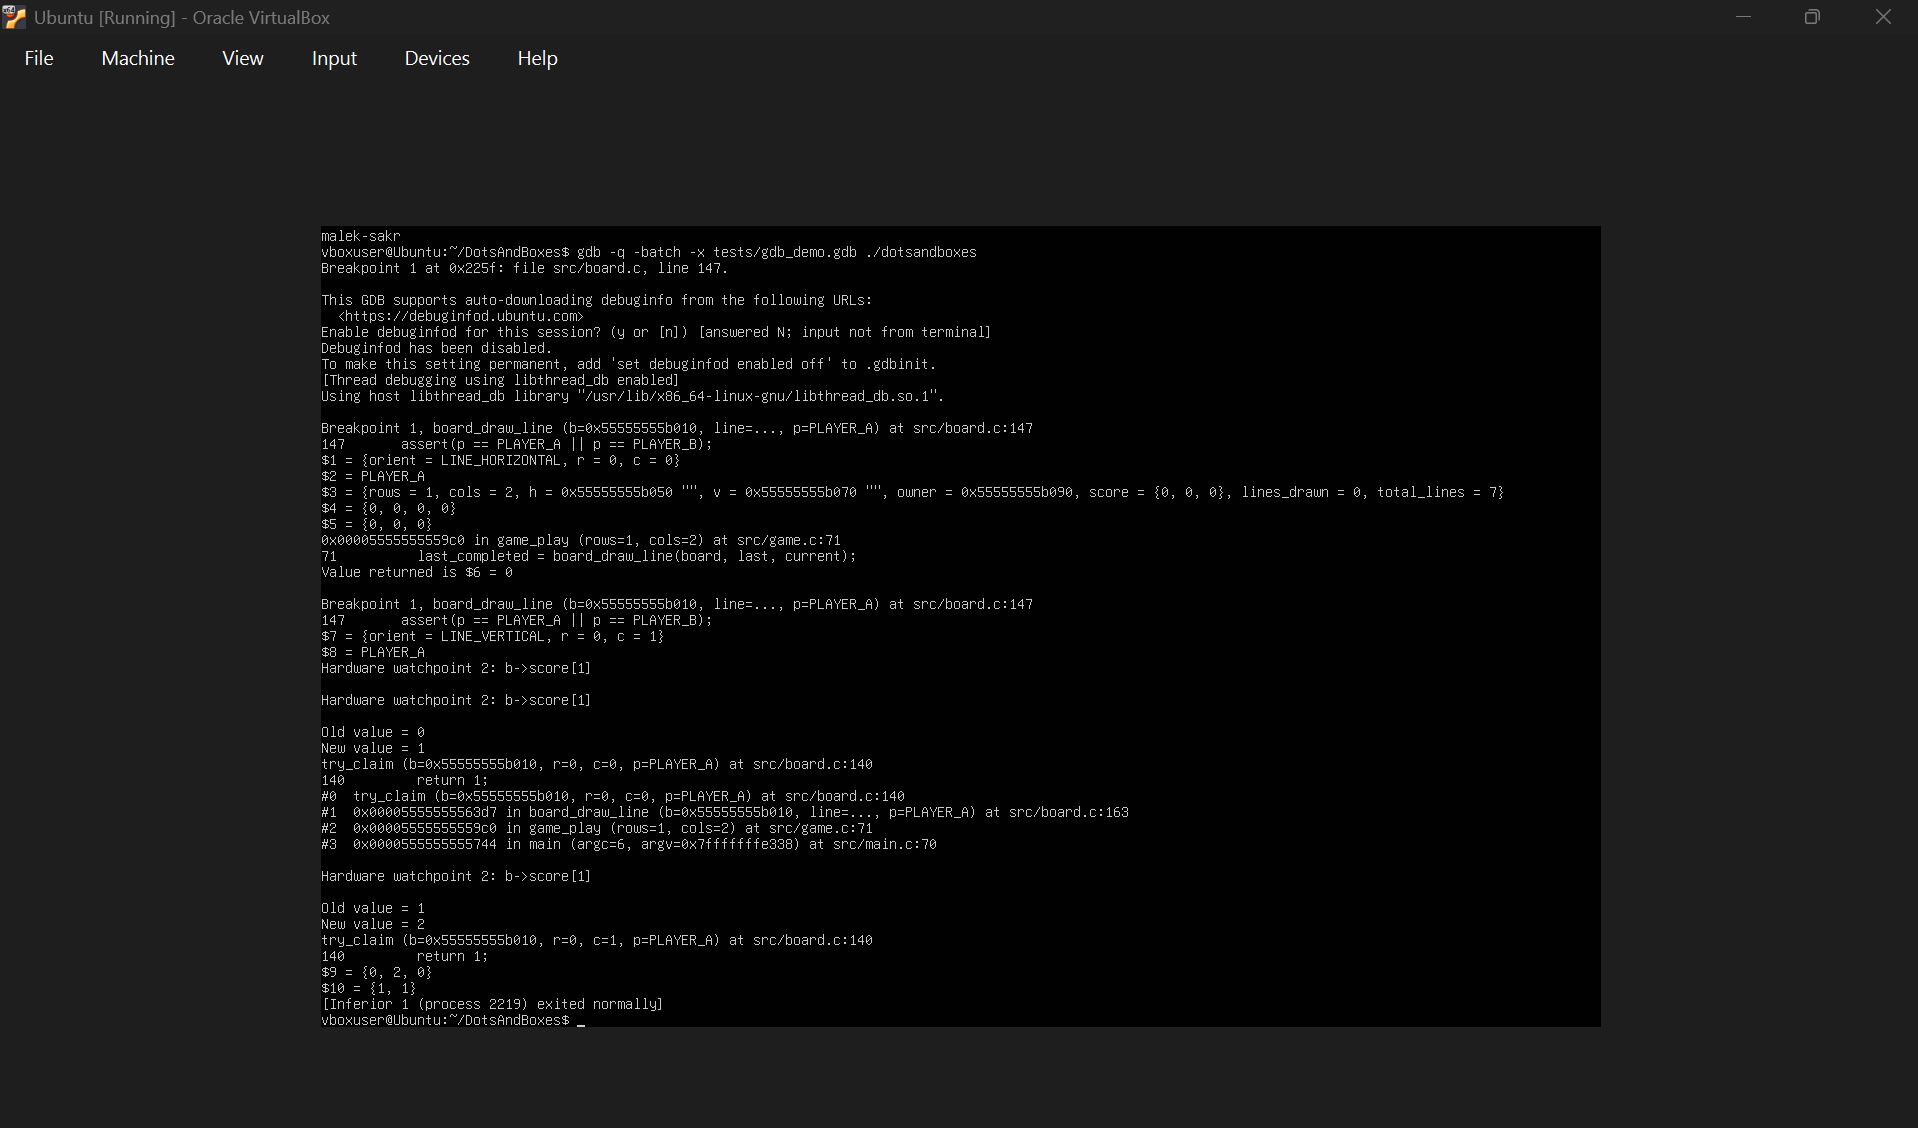 Ubuntu [Running] - Oracle VirtualBox
File Machine View Input Devices Help
malek-sakr
vboxuser@Ubuntu:~/DotsAndBoxes$ gdb -q -batch -x tests/gdb_demo.gdb ./dotsandboxes
Breakpoint 1 at 0x225f: file src/board.c, line 147.
This GDB supports auto-downloading debuginfo from the following URLs:
<https://debuginfod.ubuntu.com>
Enable debuginfod for this session? (y or [n]) [answered N; input not from terminal]
Debuginfod has been disabled.
To make this setting permanent, add 'set debuginfod enabled off' to .gdbinit.
[Thread debugging using libthread_db enabled]
Using host libthread_db library "/usr/lib/x86_64-linux-gnu/libthread_db.so.1".
Breakpoint 1, board_draw_line (b=0x55555555b010, line=..., p=PLAYER_A) at src/board.c:147
147 assert(p == PLAYER_A || p == PLAYER_B);
$1 = {orient = LINE_HORIZONTAL, r = 0, c = 0}
$2 = PLAYER_A
$3 = {rows = 1, cols = 2, h = 0x55555555b050 "", v = 0x55555555b070 "", owner = 0x55555555b090, score = {0, 0, 0}, lines_drawn = 0, total_lines = 7}
$4 = {0, 0, 0, 0}
$5 = {0, 0, 0}
0x00005555555559c0 in game_play (rows=1, cols=2) at src/game.c:71
71 last_completed = board_draw_line(board, last, current);
Value returned is $6 = 0
Breakpoint 1, board_draw_line (b=0x55555555b010, line=..., p=PLAYER_A) at src/board.c:147
147 assert(p == PLAYER_A || p == PLAYER_B);
$7 = {orient = LINE_VERTICAL, r = 0, c = 1}
$8 = PLAYER_A
Hardware watchpoint 2: b->score[1]
Hardware watchpoint 2: b->score[1]
Old value = 0
New value = 1
try_claim (b=0x55555555b010, r=0, c=0, p=PLAYER_A) at src/board.c:140
140 return 1;
#0 try_claim (b=0x55555555b010, r=0, c=0, p=PLAYER_A) at src/board.c:140
#1 0x00005555555563d7 in board_draw_line (b=0x55555555b010, line=..., p=PLAYER_A) at src/board.c:163
#2 0x00005555555559c0 in game_play (rows=1, cols=2) at src/game.c:71
#3 0x0000555555555744 in main (argc=6, argv=0x7fffffffe338) at src/main.c:70
Hardware watchpoint 2: b->score[1]
Old value = 1
New value = 2
try_claim (b=0x55555555b010, r=0, c=1, p=PLAYER_A) at src/board.c:140
140 return 1;
$9 = {0, 2, 0}
$10 = {1, 1}
[Inferior 1 (process 2219) exited normally]
vboxuser@Ubuntu:~/DotsAndBoxes$ _